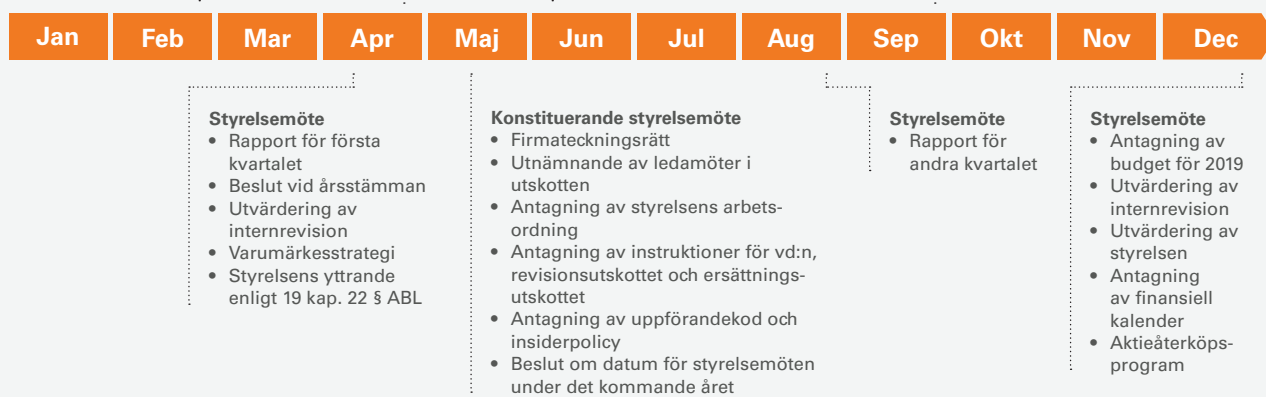 Jan Feb Mar Apr Maj Jun Jul Aug Sep Okt Nov Dec
Styrelsemöte
• Rapport för första
kvartalet
• Beslut vid årsstämman
• Utvärdering av
internrevision
• Varumärkesstrategi
• Styrelsens yttrande
enligt 19 kap. 22 § ABL
Konstituerande styrelsemöte
• Firmateckningsrätt
• Utnämnande av ledamöter i
utskotten
• Antagning av styrelsens arbets-
ordning
• Antagning av instruktioner för vd:n,
revisionsutskottet och ersättnings-
utskottet
• Antagning av uppförandekod och
insiderpolicy
• Beslut om datum för styrelsemöten
under det kommande året
Styrelsemöte
• Rapport för
andra kvartalet
Styrelsemöte
• Antagning av
budget för 2019
• Utvärdering av
internrevision
• Utvärdering av
styrelsen
• Antagning
av finansiell
kalender
• Aktieåterköps-
program